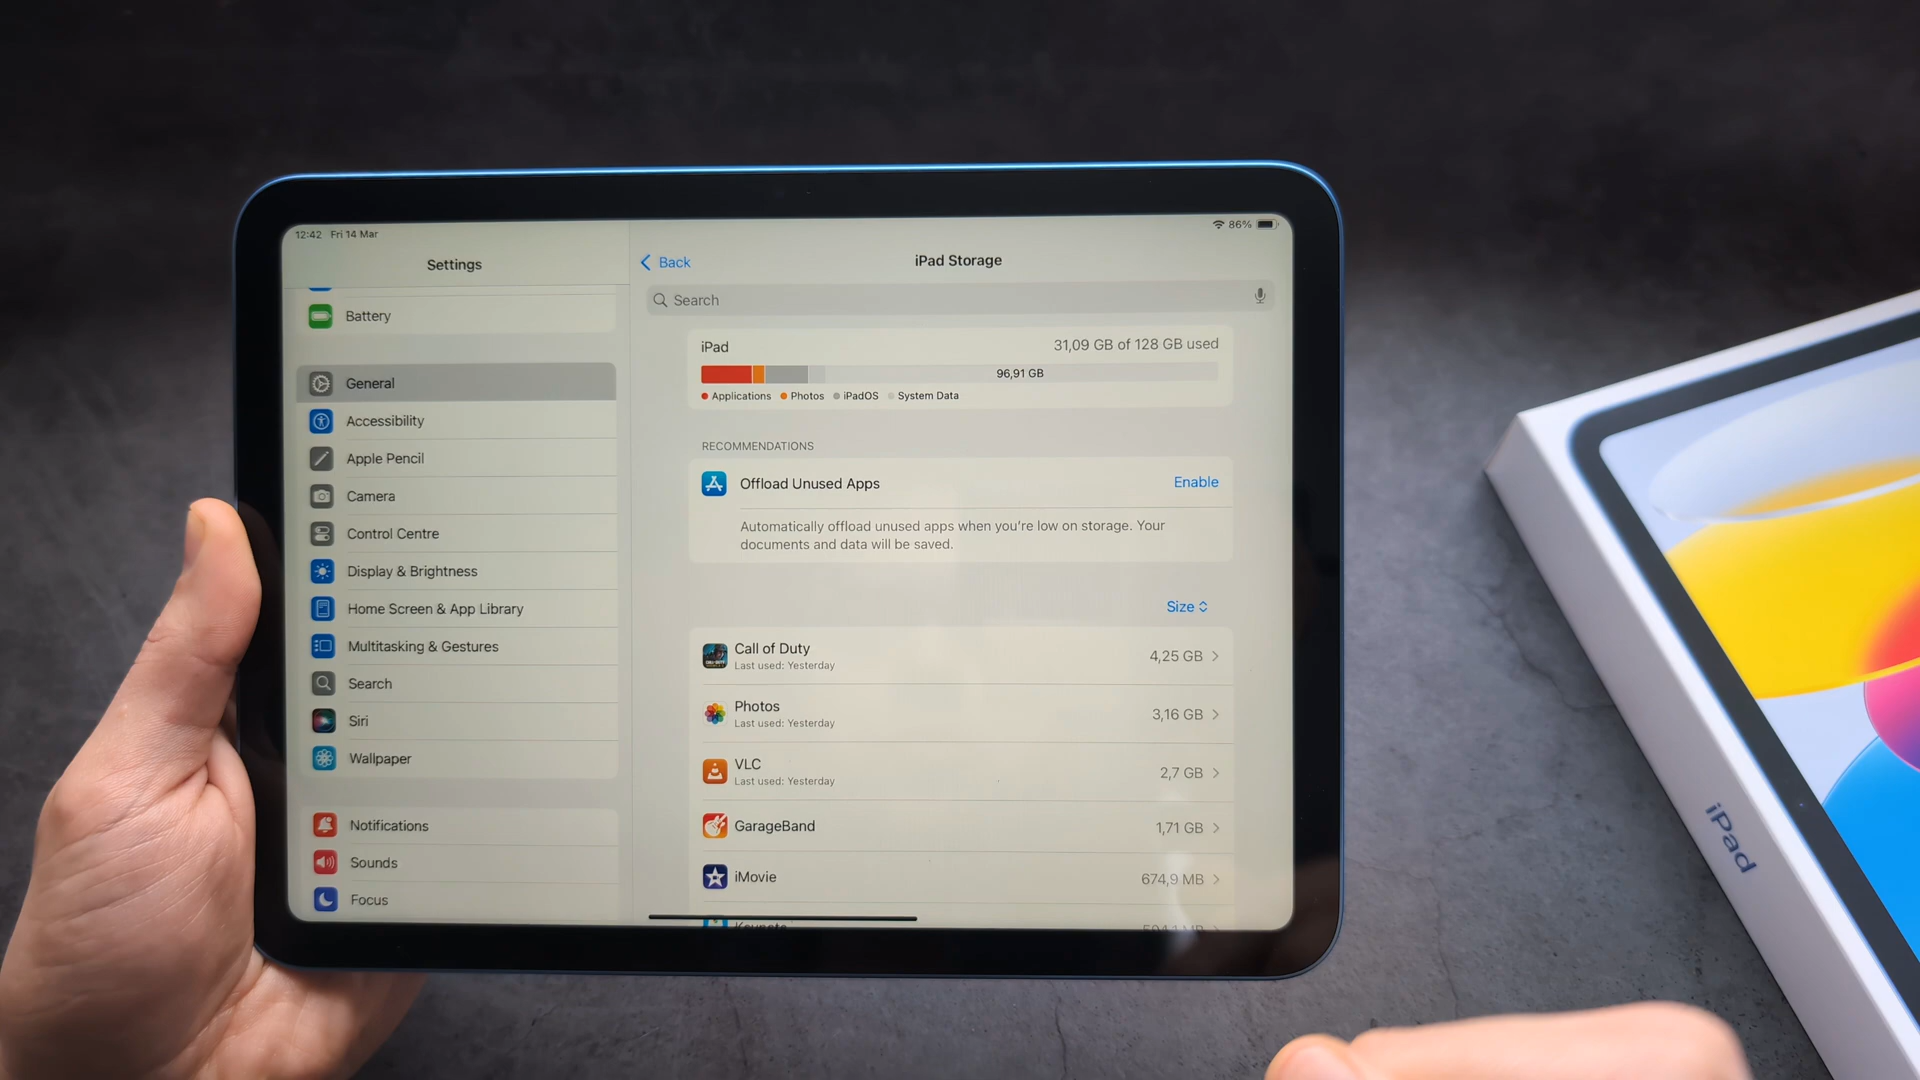 12:42 Fri 14 Mar
86%
Settings
Battery
General
Accessibility
Apple Pencil
Camera
Control Centre
Display & Brightness
Home Screen & App Library
Multitasking & Gestures
Search
Siri
Wallpaper
Notifications
Sounds
Focus
Back
iPad Storage
Search
iPad
31,09 GB of 128 GB used
96,91 GB
Applications Photos iPadOS System Data
RECOMMENDATIONS
Offload Unused Apps
Enable
Automatically offload unused apps when you're low on storage. Your
documents and data will be saved.
Size
Call of Duty
Last used: Yesterday
4,25 GB
Photos
Last used: Yesterday
3,16 GB
VLC
Last used: Yesterday
2,7 GB
GarageBand
1,71 GB
iMovie
674,9 MB
Keynote
iPad